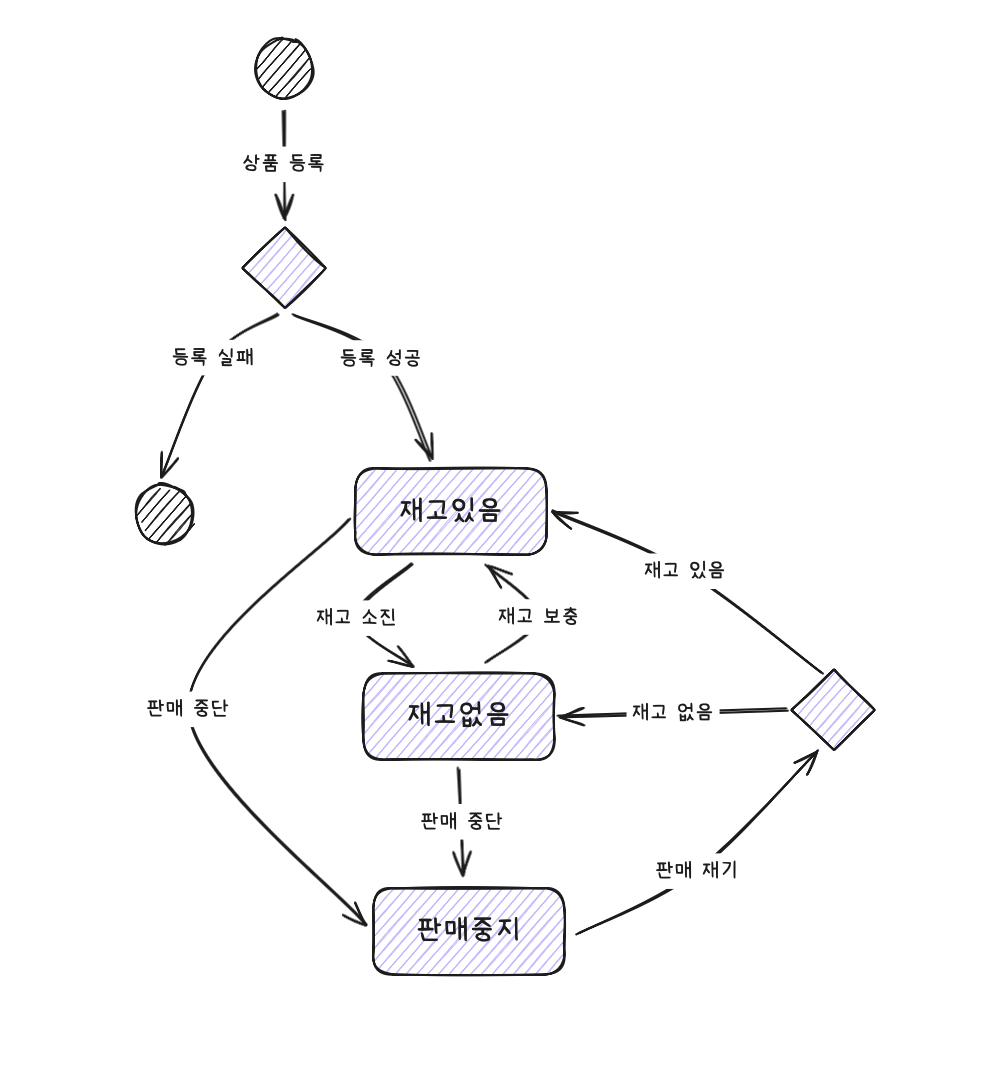 상품 등록
등록 실패
등록 성공
재고있음
재고 있음
재고 소진
재고 보충
판매 중단
재고없음
재고 없음
판매 중단
판매 재기
판매중지